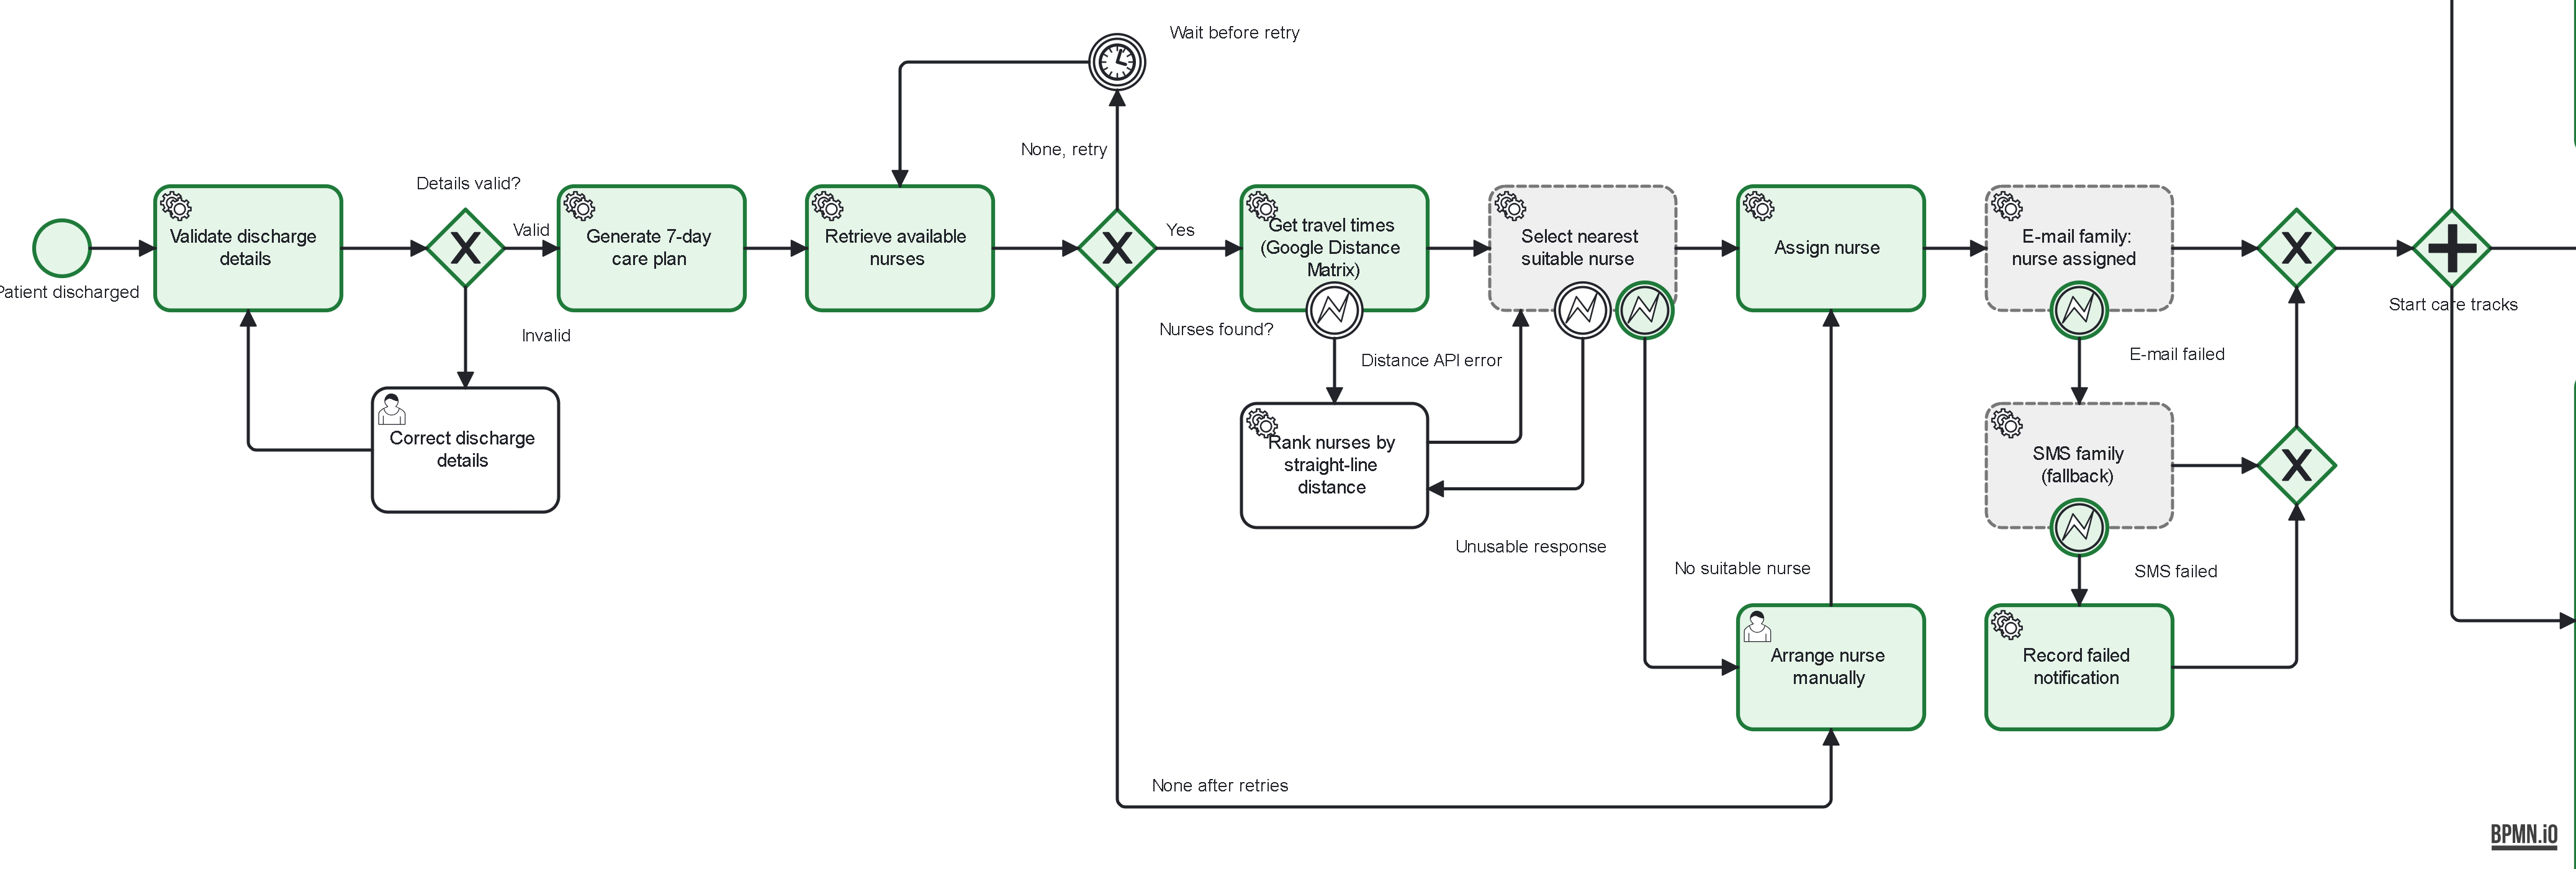 Wait before retry
None, retry
Details valid?
Valid
Invalid
Patient discharged
Validate discharge
details
Correct discharge
details
Generate 7-day
care plan
Retrieve available
nurses
Yes
Nurses found?
None after retries
Get travel times
(Google Distance
Matrix)
Distance API error
Rank nurses by
straight-line
distance
Select nearest
suitable nurse
Unusable response
No suitable nurse
Assign nurse
Arrange nurse
manually
E-mail family:
nurse assigned
E-mail failed
SMS family
(fallback)
SMS failed
Record failed
notification
Start care tracks
BPMN.iO